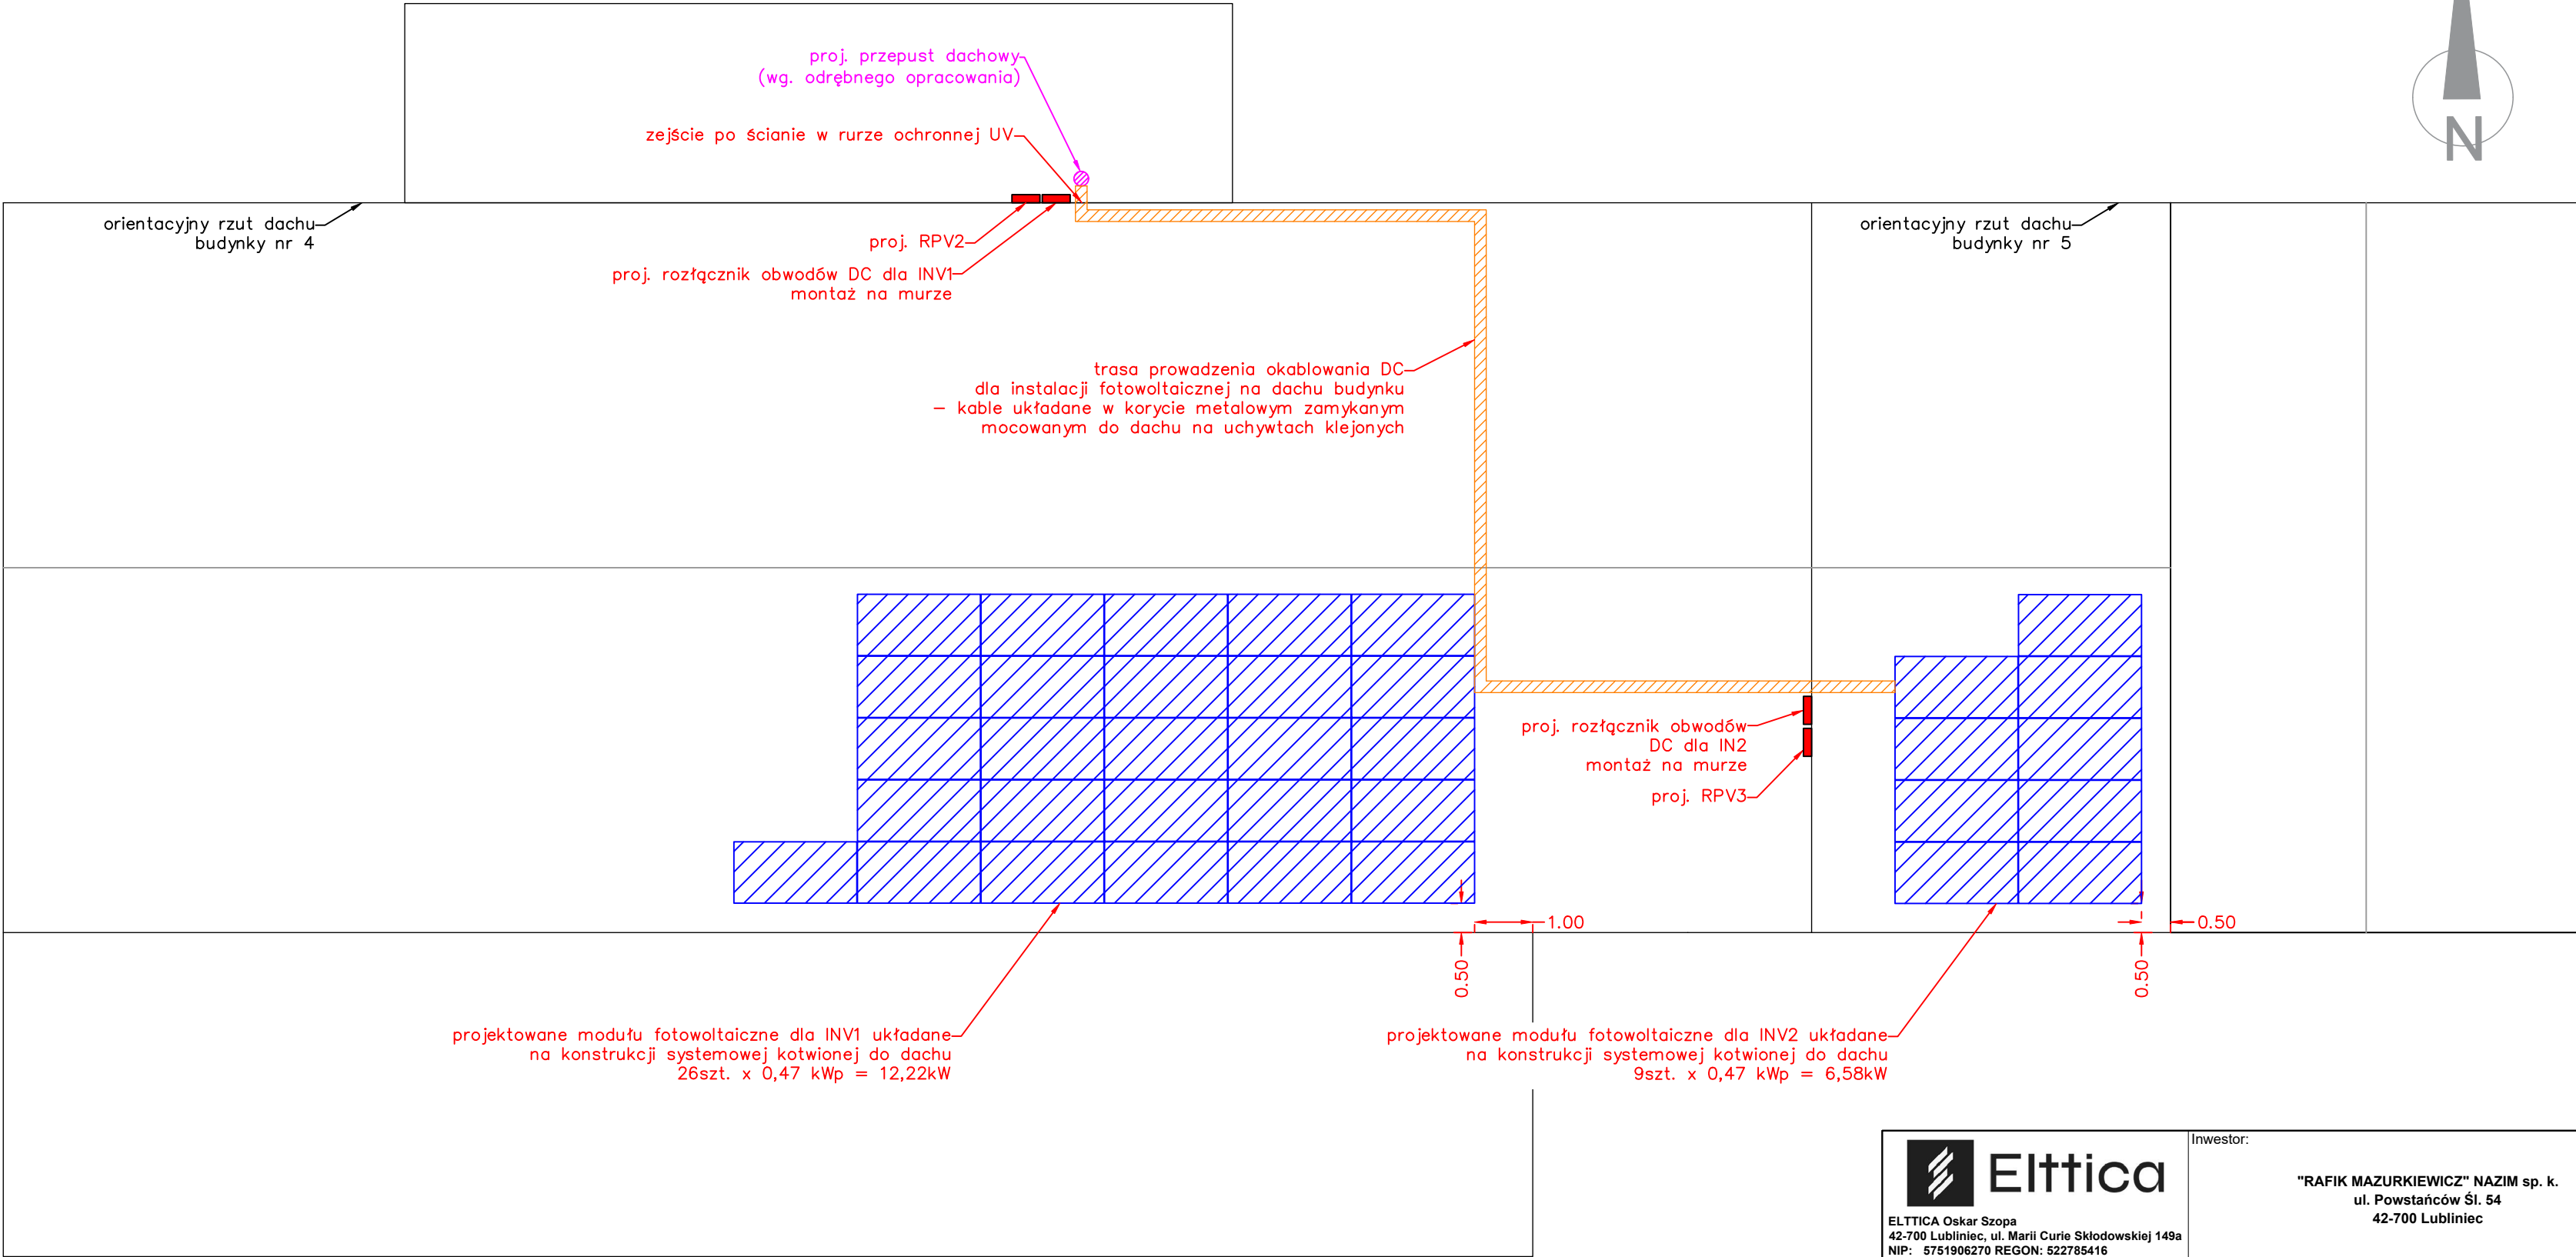 proj. przepust dachowy
(wg. odrębnego opracowania)
zejście po ścianie w rurze ochronnej UV
N
orientacyjny rzut dachu
budynky nr 4
orientacyjny rzut dachu
budynky nr 5
proj. RPV2
proj. rozłącznik obwodów DC dla INV1
montaż na murze
trasa prowadzenia okablowania DC
dla instalacji fotowoltaicznej na dachu budynku
– kable układane w korycie metalowym zamykanym
mocowanym do dachu na uchywtach klejonych
proj. rozłącznik obwodów
DC dla IN2
montaż na murze
proj. RPV3
1.00
0.50
0.50
0.50
projektowane modułu fotowoltaiczne dla INV1 układane
na konstrukcji systemowej kotwionej do dachu
26szt. x 0,47 kWp = 12,22kW
projektowane modułu fotowoltaiczne dla INV2 układane
na konstrukcji systemowej kotwionej do dachu
9szt. x 0,47 kWp = 6,58kW
Elttica
ELTTICA Oskar Szopa
42-700 Lubliniec, ul. Marii Curie Skłodowskiej 149a
NIP: 5751906270 REGON: 522785416
Inwestor:
"RAFIK MAZURKIEWICZ" NAZIM sp. k.
ul. Powstańców Śl. 54
42-700 Lubliniec